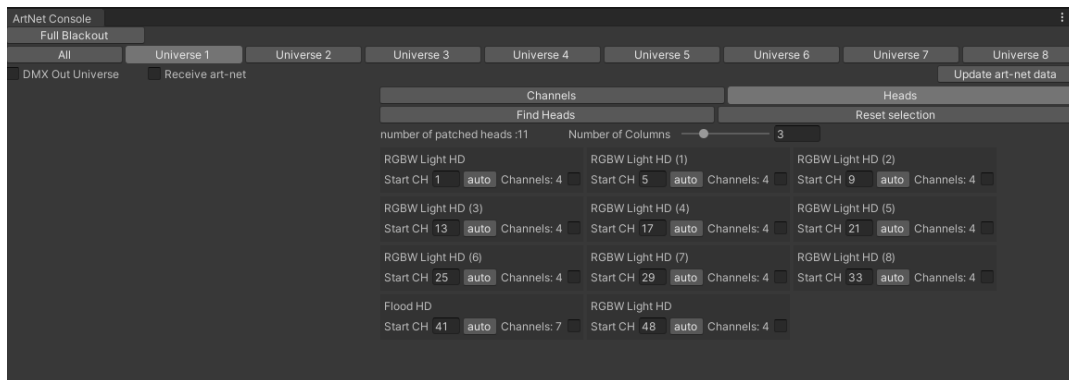 ArtNet Console
Full Blackout
All Universe 1 Universe 2 Universe 3 Universe 4 Universe 5 Universe 6 Universe 7 Universe 8
DMX Out Universe Receive art-net Update art-net data
Channels Heads
Find Heads Reset selection
number of patched heads :11 Number of Columns 3
RGBW Light HD RGBW Light HD (1) RGBW Light HD (2)
Start CH 1 auto Channels: 4 Start CH 5 auto Channels: 4 Start CH 9 auto Channels: 4
RGBW Light HD (3) RGBW Light HD (4) RGBW Light HD (5)
Start CH 13 auto Channels: 4 Start CH 17 auto Channels: 4 Start CH 21 auto Channels: 4
RGBW Light HD (6) RGBW Light HD (7) RGBW Light HD (8)
Start CH 25 auto Channels: 4 Start CH 29 auto Channels: 4 Start CH 33 auto Channels: 4
Flood HD RGBW Light HD
Start CH 41 auto Channels: 7 Start CH 48 auto Channels: 4